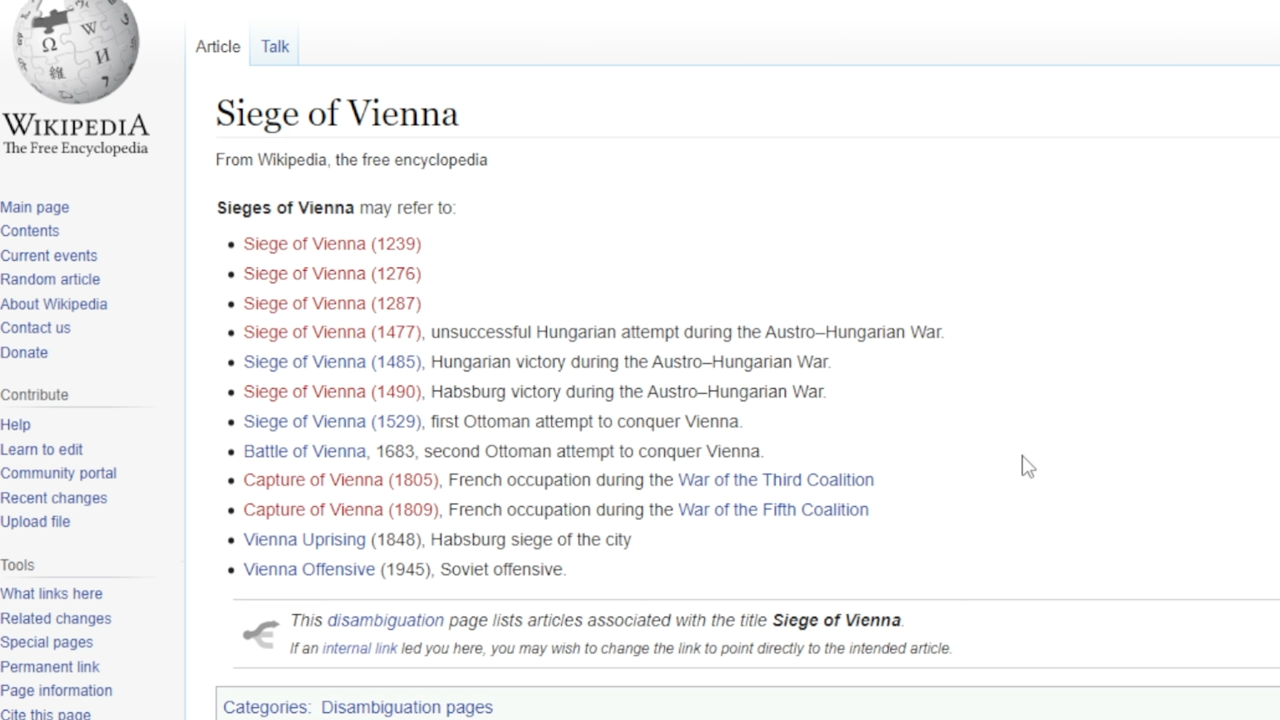 Ω W И 維 7
WIKIPEDIA
The Free Encyclopedia
Main page
Contents
Current events
Random article
About Wikipedia
Contact us
Donate
Contribute
Help
Learn to edit
Community portal
Recent changes
Upload file
Tools
What links here
Related changes
Special pages
Permanent link
Page information
Cite this page
Article Talk
Siege of Vienna
From Wikipedia, the free encyclopedia
Sieges of Vienna may refer to:
• Siege of Vienna (1239)
• Siege of Vienna (1276)
• Siege of Vienna (1287)
• Siege of Vienna (1477), unsuccessful Hungarian attempt during the Austro–Hungarian War.
• Siege of Vienna (1485), Hungarian victory during the Austro–Hungarian War.
• Siege of Vienna (1490), Habsburg victory during the Austro–Hungarian War.
• Siege of Vienna (1529), first Ottoman attempt to conquer Vienna.
• Battle of Vienna, 1683, second Ottoman attempt to conquer Vienna.
• Capture of Vienna (1805), French occupation during the War of the Third Coalition
• Capture of Vienna (1809), French occupation during the War of the Fifth Coalition
• Vienna Uprising (1848), Habsburg siege of the city
• Vienna Offensive (1945), Soviet offensive.
This disambiguation page lists articles associated with the title Siege of Vienna.
If an internal link led you here, you may wish to change the link to point directly to the intended article.
Categories: Disambiguation pages